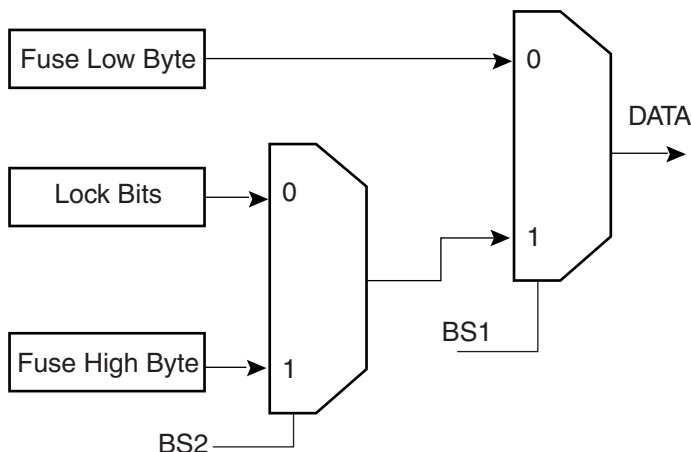 Fuse Low Byte
0
DATA
Lock Bits
0
1
Fuse High Byte
1
BS1
BS2